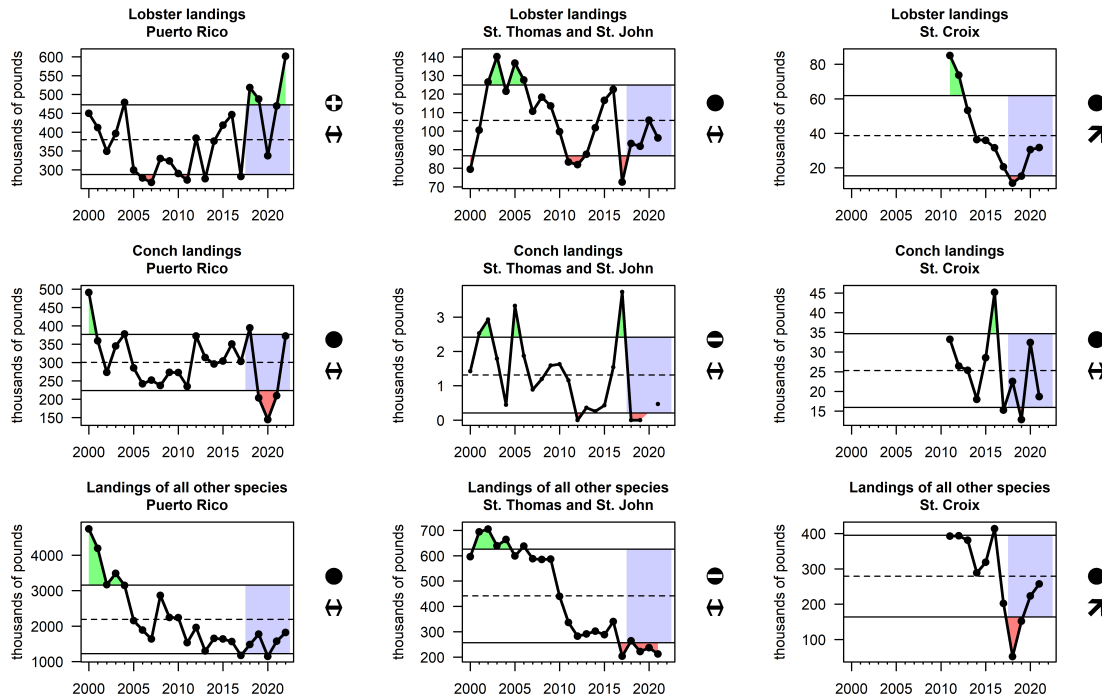 Lobster landings
Puerto Rico
thousands of pounds
600
550
500
450
400
350
300
2000 2005 2010 2015 2020
Lobster landings
St. Thomas and St. John
thousands of pounds
140
130
120
110
100
90
80
70
2000 2005 2010 2015 2020
Lobster landings
St. Croix
thousands of pounds
80
60
40
20
2000 2005 2010 2015 2020
Conch landings
Puerto Rico
thousands of pounds
500
450
400
350
300
250
200
150
2000 2005 2010 2015 2020
Conch landings
St. Thomas and St. John
thousands of pounds
3
2
1
0
2000 2005 2010 2015 2020
Conch landings
St. Croix
thousands of pounds
45
40
35
30
25
20
15
2000 2005 2010 2015 2020
Landings of all other species
Puerto Rico
thousands of pounds
4000
3000
2000
1000
2000 2005 2010 2015 2020
Landings of all other species
St. Thomas and St. John
thousands of pounds
700
600
500
400
300
200
2000 2005 2010 2015 2020
Landings of all other species
St. Croix
thousands of pounds
400
300
200
100
2000 2005 2010 2015 2020